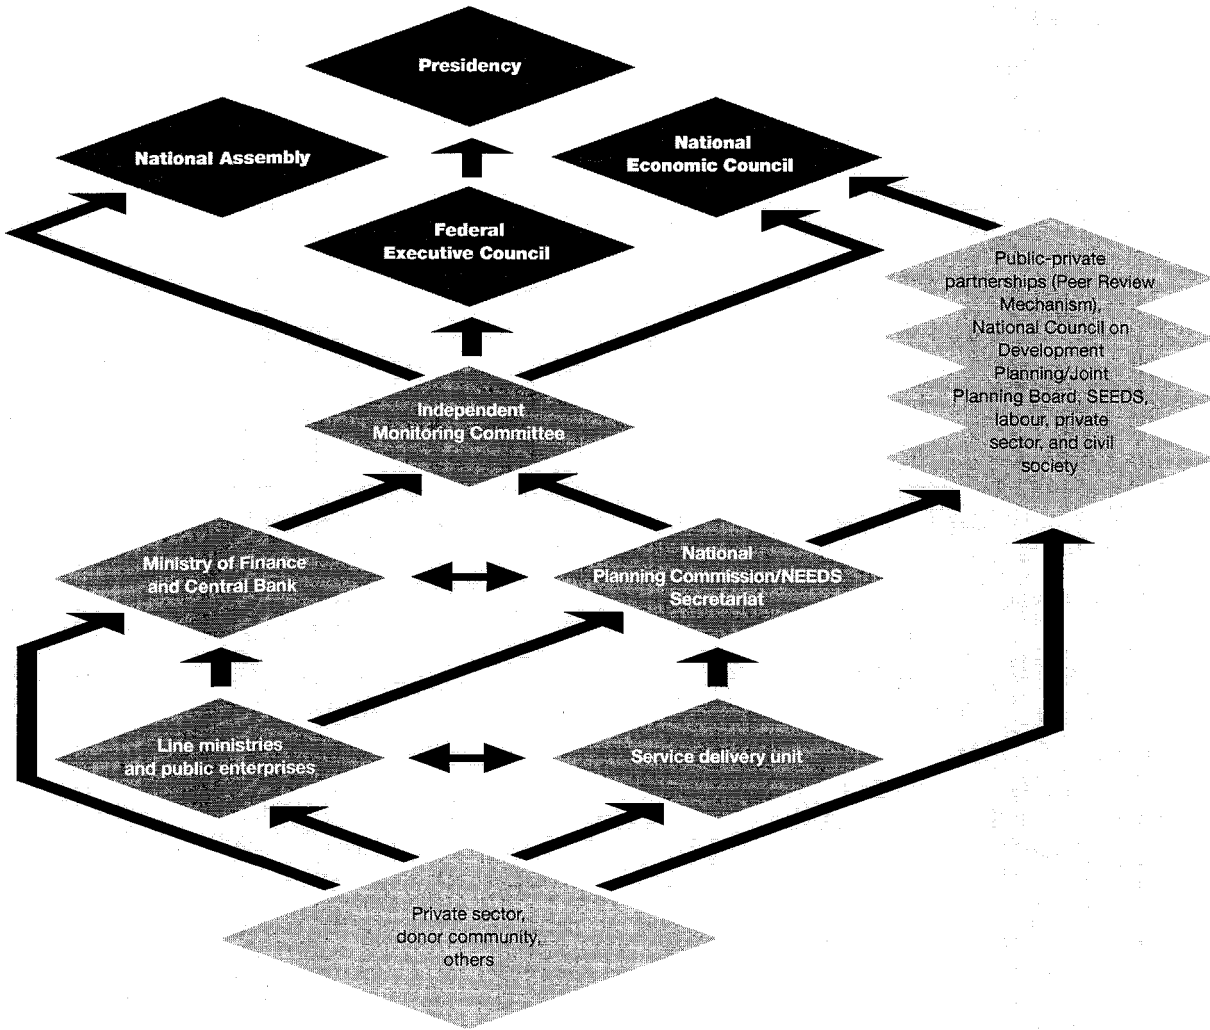 Presidency
National Assembly
National
Economic Council
Federal
Executive Council
Public-private
partnerships (Peer Review
Mechanism),
National Council on
Development
Planning/Joint
Planning Board, SEEDS,
labour, private
sector, and civil
society
Independent
Monitoring Committee
Ministry of Finance
and Central Bank
National
Planning Commission/NEEDS
Secretariat
Line ministries
and public enterprises
Service delivery unit
Private sector,
donor community,
others